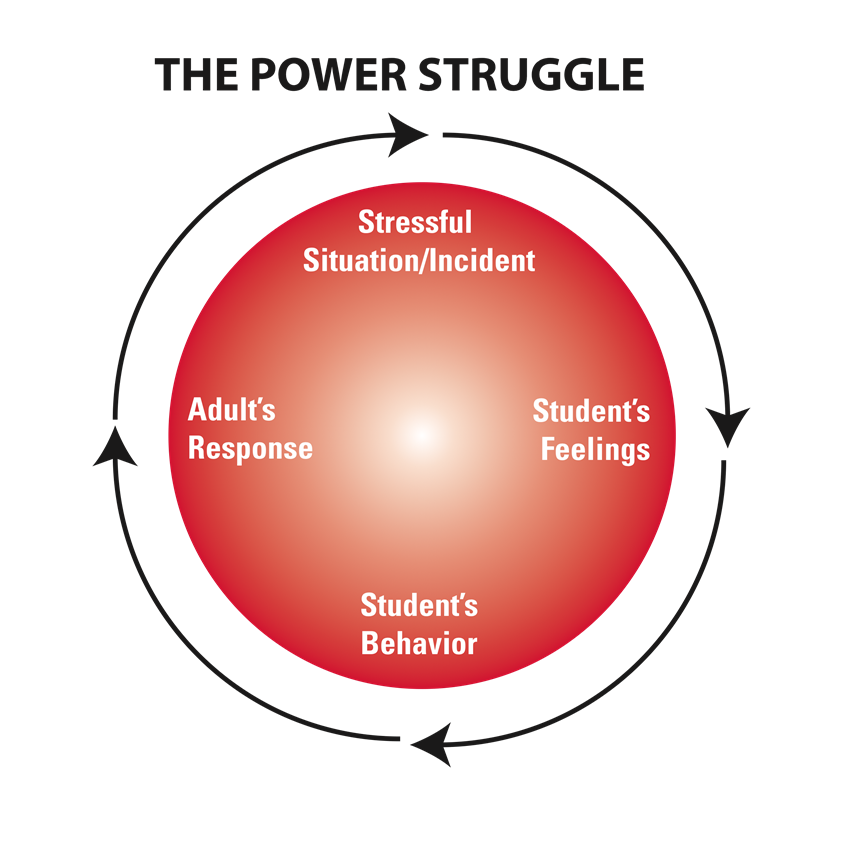 THE POWER STRUGGLE
Stressful
Situation/Incident
Adult’s
Response
Student’s
Feelings
Student’s
Behavior